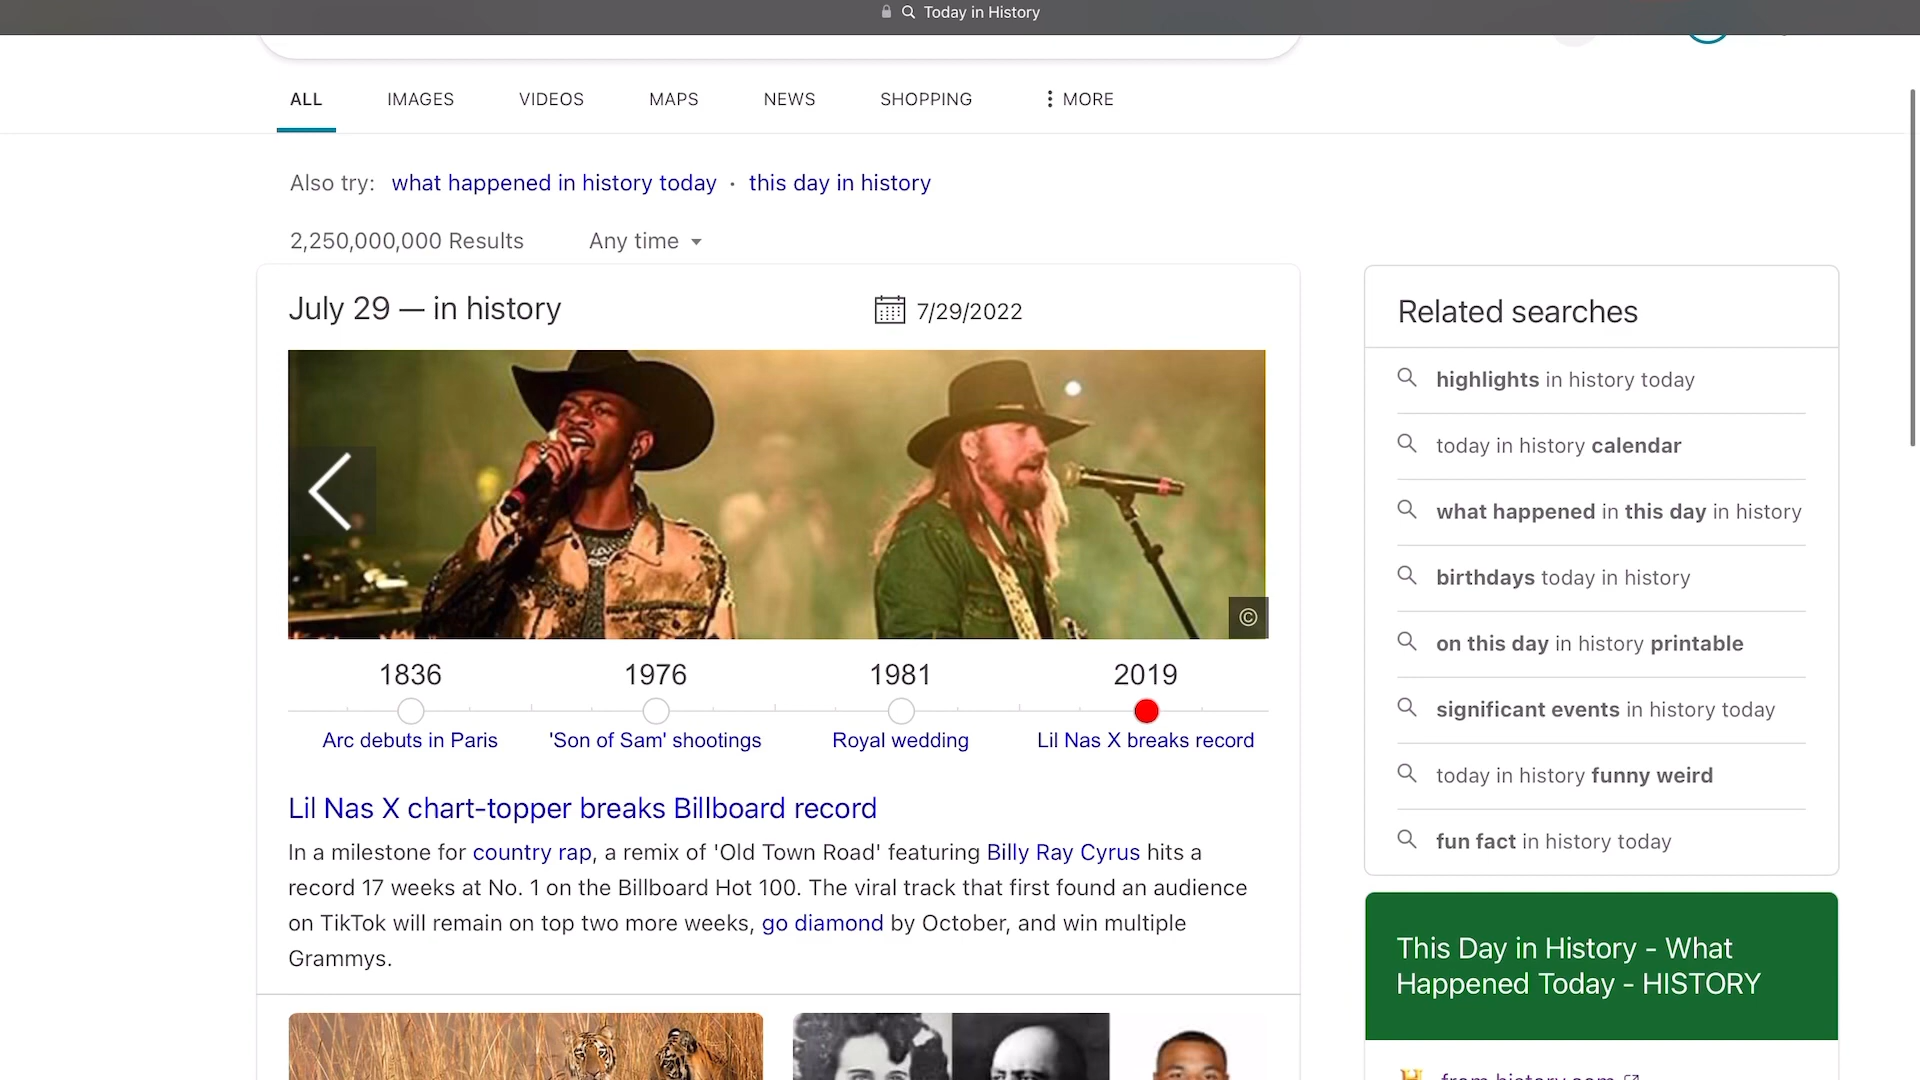 Today in History
ALL IMAGES VIDEOS MAPS NEWS SHOPPING MORE
Also try: what happened in history today · this day in history
2,250,000,000 Results Any time
July 29 — in history 7/29/2022
©
1836 1976 1981 2019
Arc debuts in Paris 'Son of Sam' shootings Royal wedding Lil Nas X breaks record
Lil Nas X chart-topper breaks Billboard record
In a milestone for country rap, a remix of 'Old Town Road' featuring Billy Ray Cyrus hits a
record 17 weeks at No. 1 on the Billboard Hot 100. The viral track that first found an audience
on TikTok will remain on top two more weeks, go diamond by October, and win multiple
Grammys.
Related searches
highlights in history today
today in history calendar
what happened in this day in history
birthdays today in history
on this day in history printable
significant events in history today
today in history funny weird
fun fact in history today
This Day in History - What
Happened Today - HISTORY
from history.com